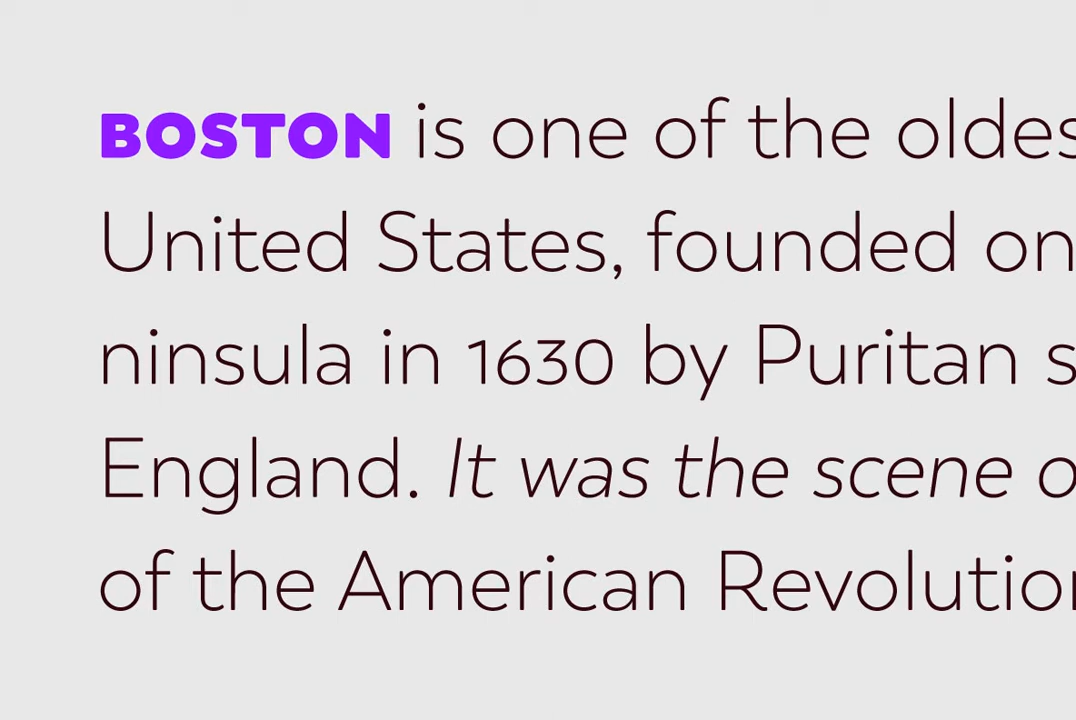 BOSTON is one of the oldes
United States, founded on
ninsula in 1630 by Puritan s
England. It was the scene o
of the American Revolution